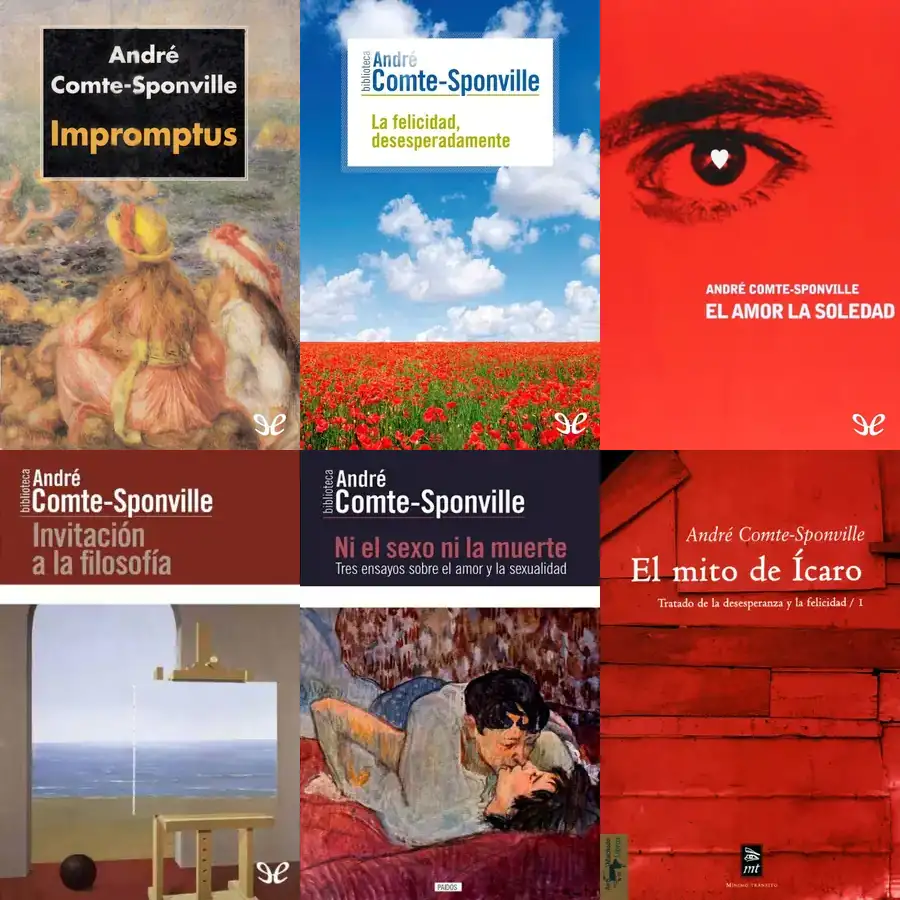 André
Comte-Sponville
Impromptus
biblioteca
André
Comte-Sponville
La felicidad,
desesperadamente
ANDRÉ COMTE-SPONVILLE
EL AMOR LA SOLEDAD
biblioteca
André
Comte-Sponville
Invitación
a la filosofía
biblioteca
André
Comte-Sponville
Ni el sexo ni la muerte
Tres ensayos sobre el amor y la sexualidad
PAIDÓS
André Comte-Sponville
El mito de Ícaro
Tratado de la desesperanza y la felicidad / 1
mt
MÍNIMO TRÁNSITO